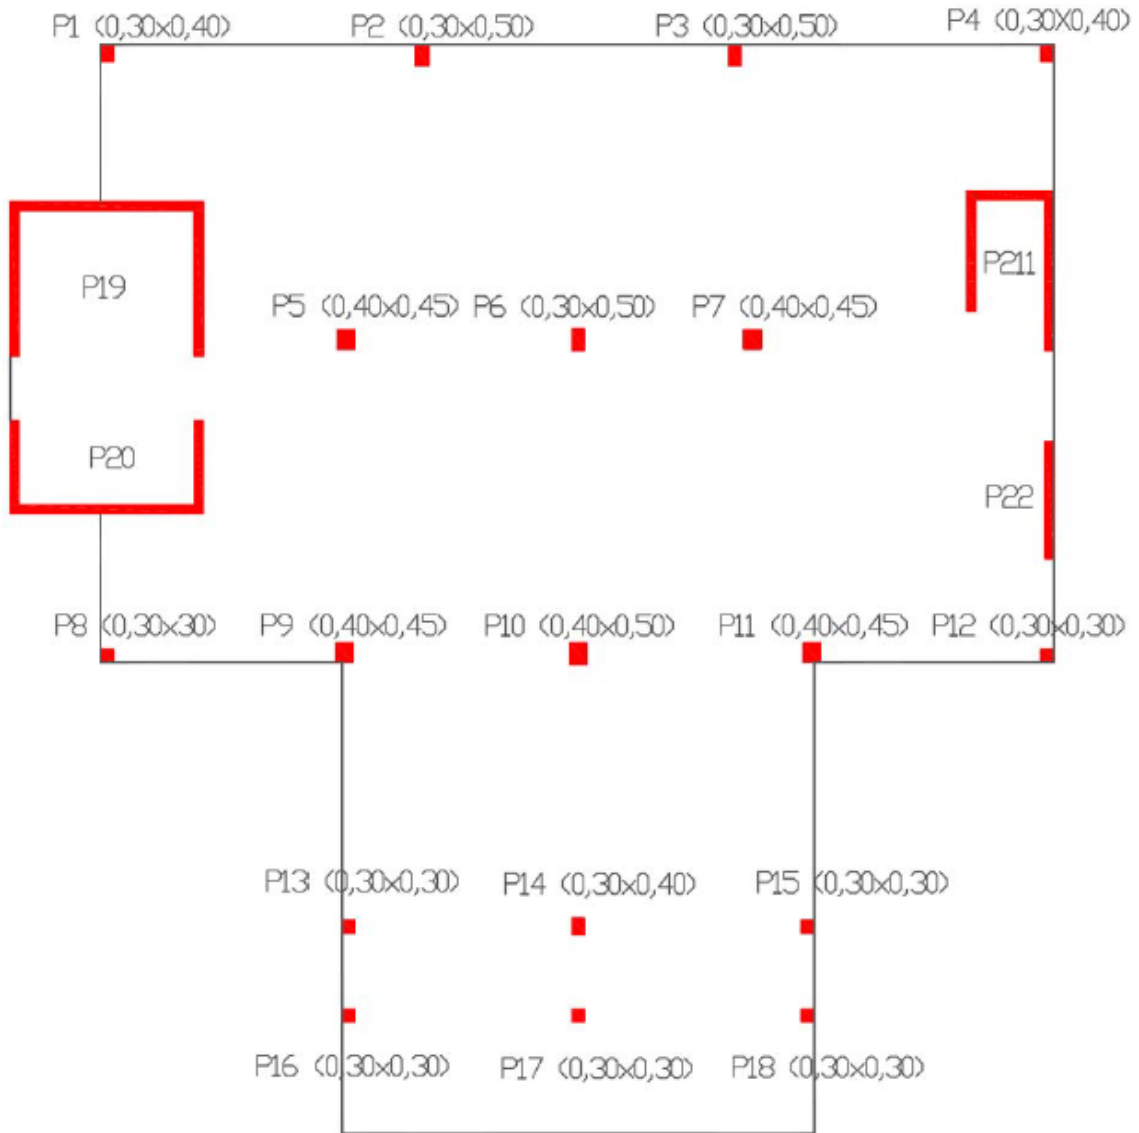 P1 (0,30x0,40)
P2 (0,30x0,50)
P3 (0,30x0,50)
P4 (0,30X0,40)
P19
P211
P5 (0,40x0,45)
P6 (0,30x0,50)
P7 (0,40x0,45)
P20
P22
P8 (0,30x30)
P9 (0,40x0,45)
P10 (0,40x0,50)
P11 (0,40x0,45)
P12 (0,30x0,30)
P13 (0,30x0,30)
P14 (0,30x0,40)
P15 (0,30x0,30)
P16 (0,30x0,30)
P17 (0,30x0,30)
P18 (0,30x0,30)